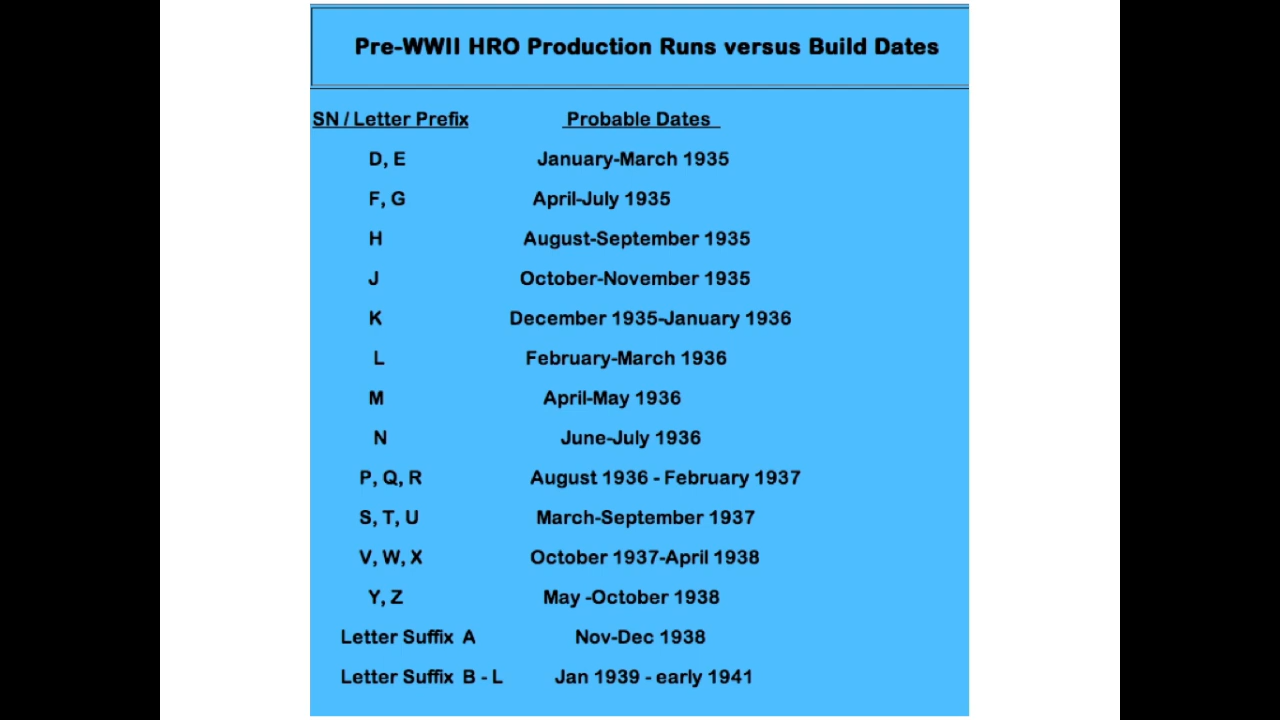 Pre-WWII HRO Production Runs versus Build Dates
SN / Letter Prefix Probable Dates
D, E January-March 1935
F, G April-July 1935
H August-September 1935
J October-November 1935
K December 1935-January 1936
L February-March 1936
M April-May 1936
N June-July 1936
P, Q, R August 1936 - February 1937
S, T, U March-September 1937
V, W, X October 1937-April 1938
Y, Z May -October 1938
Letter Suffix A Nov-Dec 1938
Letter Suffix B - L Jan 1939 - early 1941